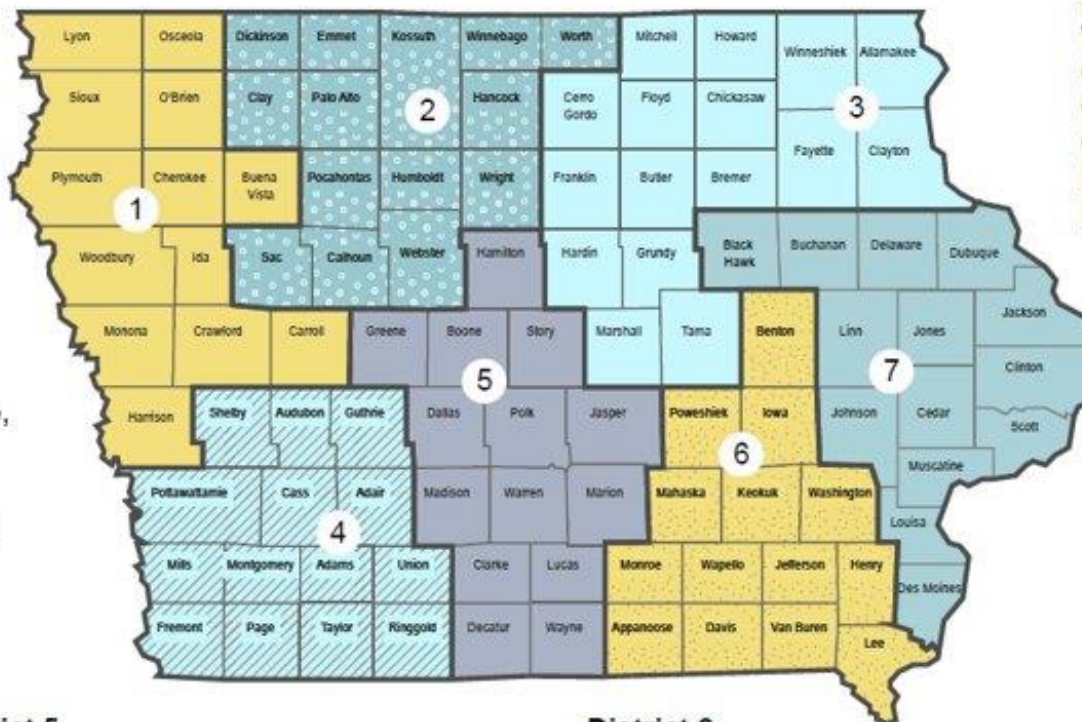 Lyon Osceola Dickinson Emmet Kossuth Winnebago Worth Mitchell Howard Winneshiek Allamakee
Sioux O'Brien Clay Palo Alto 2 Hancock Cerro Gordo Floyd Chickasaw 3
Fayette Clayton
Plymouth Cherokee Buena Vista Pocahontas Humboldt Wright Franklin Butler Bremer
1
Woodbury Ida Sac Calhoun Webster Hamilton Hardin Grundy Black Hawk Buchanan Delaware Dubuque
Monona Crawford Carroll Greene Boone Story Marshall Tama Benton Linn Jones Jackson
5 7 Clinton
Harrison Shelby Audubon Guthrie Dallas Polk Jasper Poweshiek Iowa Johnson Cedar Scott
6
Pottawattamie Cass Adair Madison Warren Marion Mahaska Keokuk Washington Muscatine
4 Louisa
Mills Montgomery Adams Union Clarke Lucas Monroe Wapello Jefferson Henry Des Moines
Fremont Page Taylor Ringgold Decatur Wayne Appanoose Davis Van Buren Lee